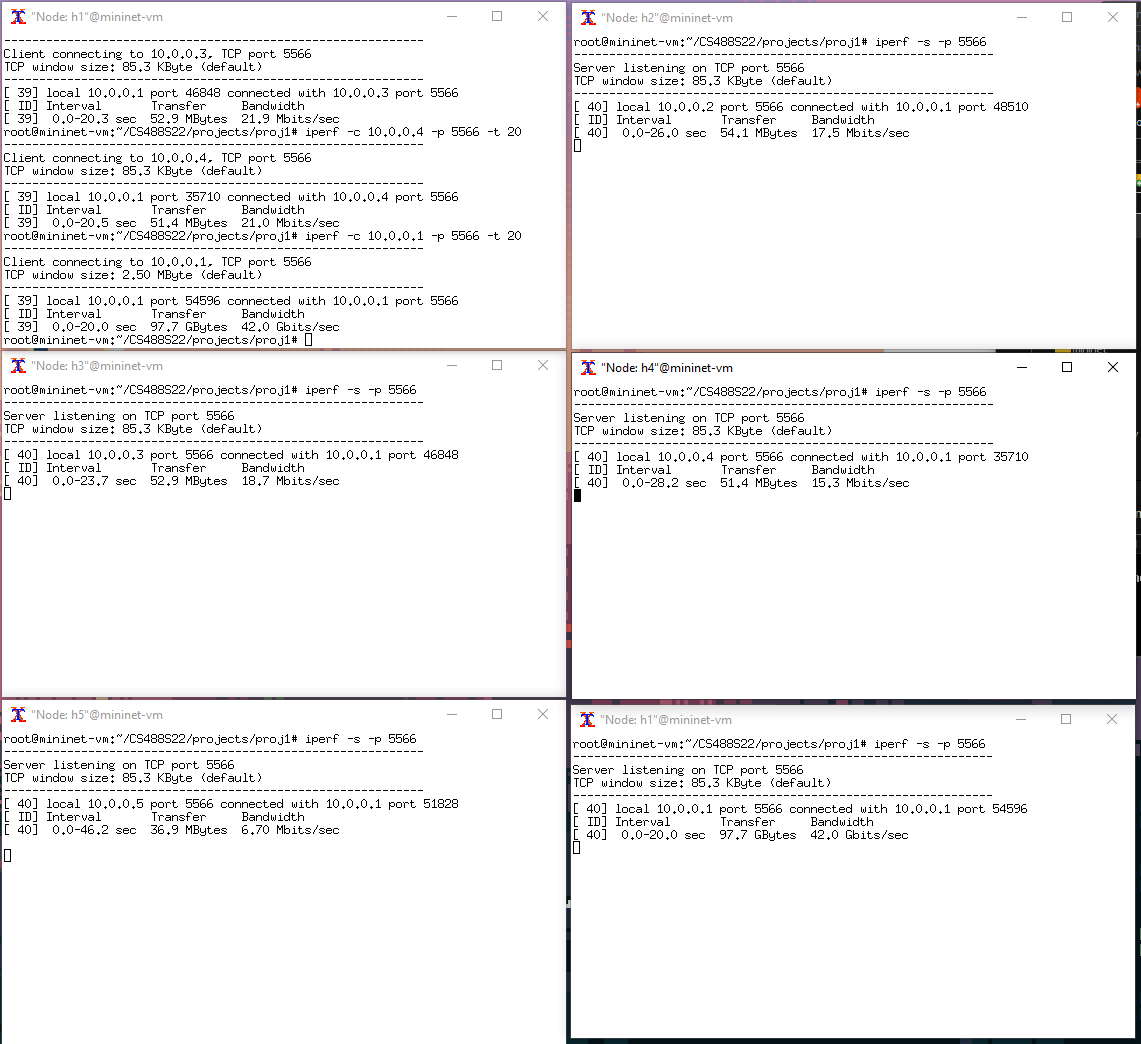 "Node: h1"@mininet-vm
------------------------------------------------------------
Client connecting to 10.0.0.3, TCP port 5566
TCP window size: 85.3 KByte (default)
------------------------------------------------------------
[ 39] local 10.0.0.1 port 46848 connected with 10.0.0.3 port 5566
[ ID] Interval       Transfer     Bandwidth
[ 39]  0.0-20.3 sec  52.9 MBytes  21.9 Mbits/sec
root@mininet-vm:~/CS488S22/projects/proj1# iperf -c 10.0.0.4 -p 5566 -t 20
------------------------------------------------------------
Client connecting to 10.0.0.4, TCP port 5566
TCP window size: 85.3 KByte (default)
------------------------------------------------------------
[ 39] local 10.0.0.1 port 35710 connected with 10.0.0.4 port 5566
[ ID] Interval       Transfer     Bandwidth
[ 39]  0.0-20.5 sec  51.4 MBytes  21.0 Mbits/sec
root@mininet-vm:~/CS488S22/projects/proj1# iperf -c 10.0.0.1 -p 5566 -t 20
------------------------------------------------------------
Client connecting to 10.0.0.1, TCP port 5566
TCP window size: 2.50 MByte (default)
------------------------------------------------------------
[ 39] local 10.0.0.1 port 54596 connected with 10.0.0.1 port 5566
[ ID] Interval       Transfer     Bandwidth
[ 39]  0.0-20.0 sec  97.7 GBytes  42.0 Gbits/sec
root@mininet-vm:~/CS488S22/projects/proj1#
"Node: h2"@mininet-vm
root@mininet-vm:~/CS488S22/projects/proj1# iperf -s -p 5566
------------------------------------------------------------
Server listening on TCP port 5566
TCP window size: 85.3 KByte (default)
------------------------------------------------------------
[ 40] local 10.0.0.2 port 5566 connected with 10.0.0.1 port 48510
[ ID] Interval       Transfer     Bandwidth
[ 40]  0.0-26.0 sec  54.1 MBytes  17.5 Mbits/sec
"Node: h3"@mininet-vm
root@mininet-vm:~/CS488S22/projects/proj1# iperf -s -p 5566
------------------------------------------------------------
Server listening on TCP port 5566
TCP window size: 85.3 KByte (default)
------------------------------------------------------------
[ 40] local 10.0.0.3 port 5566 connected with 10.0.0.1 port 46848
[ ID] Interval       Transfer     Bandwidth
[ 40]  0.0-23.7 sec  52.9 MBytes  18.7 Mbits/sec
"Node: h4"@mininet-vm
root@mininet-vm:~/CS488S22/projects/proj1# iperf -s -p 5566
------------------------------------------------------------
Server listening on TCP port 5566
TCP window size: 85.3 KByte (default)
------------------------------------------------------------
[ 40] local 10.0.0.4 port 5566 connected with 10.0.0.1 port 35710
[ ID] Interval       Transfer     Bandwidth
[ 40]  0.0-28.2 sec  51.4 MBytes  15.3 Mbits/sec
"Node: h5"@mininet-vm
root@mininet-vm:~/CS488S22/projects/proj1# iperf -s -p 5566
------------------------------------------------------------
Server listening on TCP port 5566
TCP window size: 85.3 KByte (default)
------------------------------------------------------------
[ 40] local 10.0.0.5 port 5566 connected with 10.0.0.1 port 51828
[ ID] Interval       Transfer     Bandwidth
[ 40]  0.0-46.2 sec  36.9 MBytes  6.70 Mbits/sec
"Node: h1"@mininet-vm
root@mininet-vm:~/CS488S22/projects/proj1# iperf -s -p 5566
------------------------------------------------------------
Server listening on TCP port 5566
TCP window size: 85.3 KByte (default)
------------------------------------------------------------
[ 40] local 10.0.0.1 port 5566 connected with 10.0.0.1 port 54596
[ ID] Interval       Transfer     Bandwidth
[ 40]  0.0-20.0 sec  97.7 GBytes  42.0 Gbits/sec